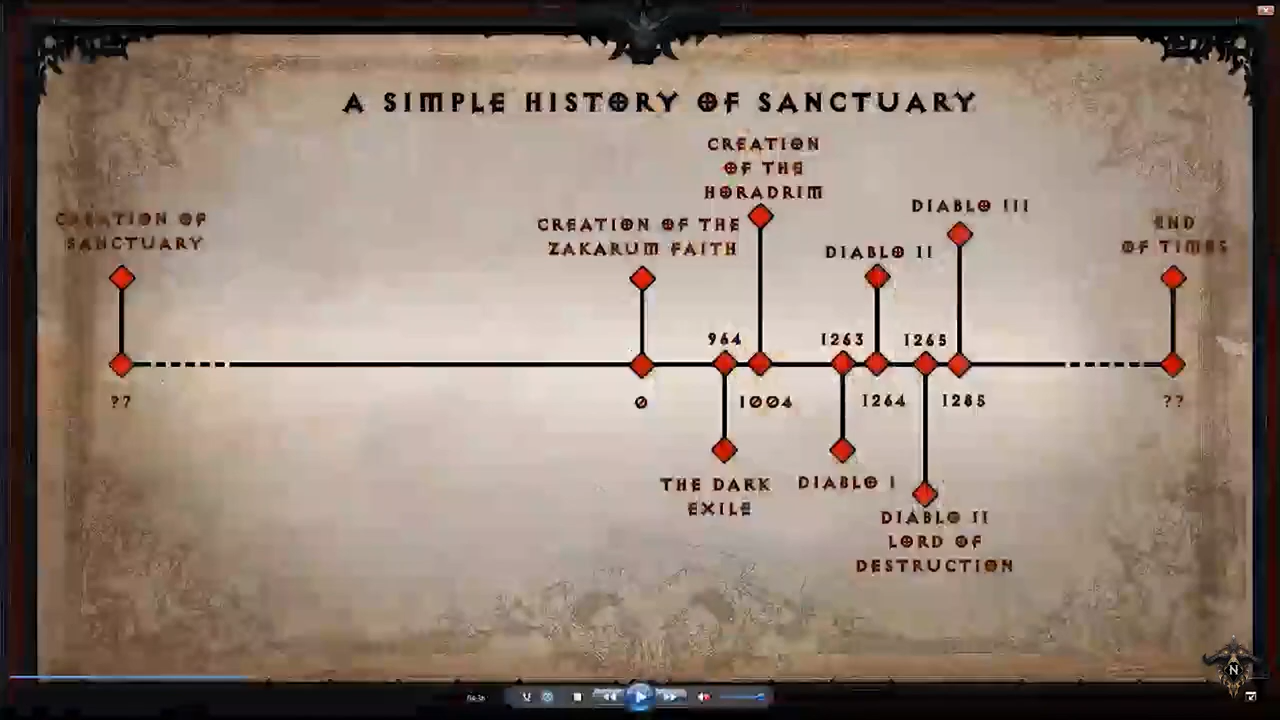 A SIMPLE HISTORY OF SANCTUARY
CREATION
OF THE
HORADRIM
CREATION OF
SANCTUARY
CREATION OF THE
ZAKARUM FAITH
DIABLO II
DIABLO III
END
OF TIMES
964
1263
1265
??
0
1004
1264
1285
??
THE DARK
EXILE
DIABLO I
DIABLO II
LORD OF
DESTRUCTION
N